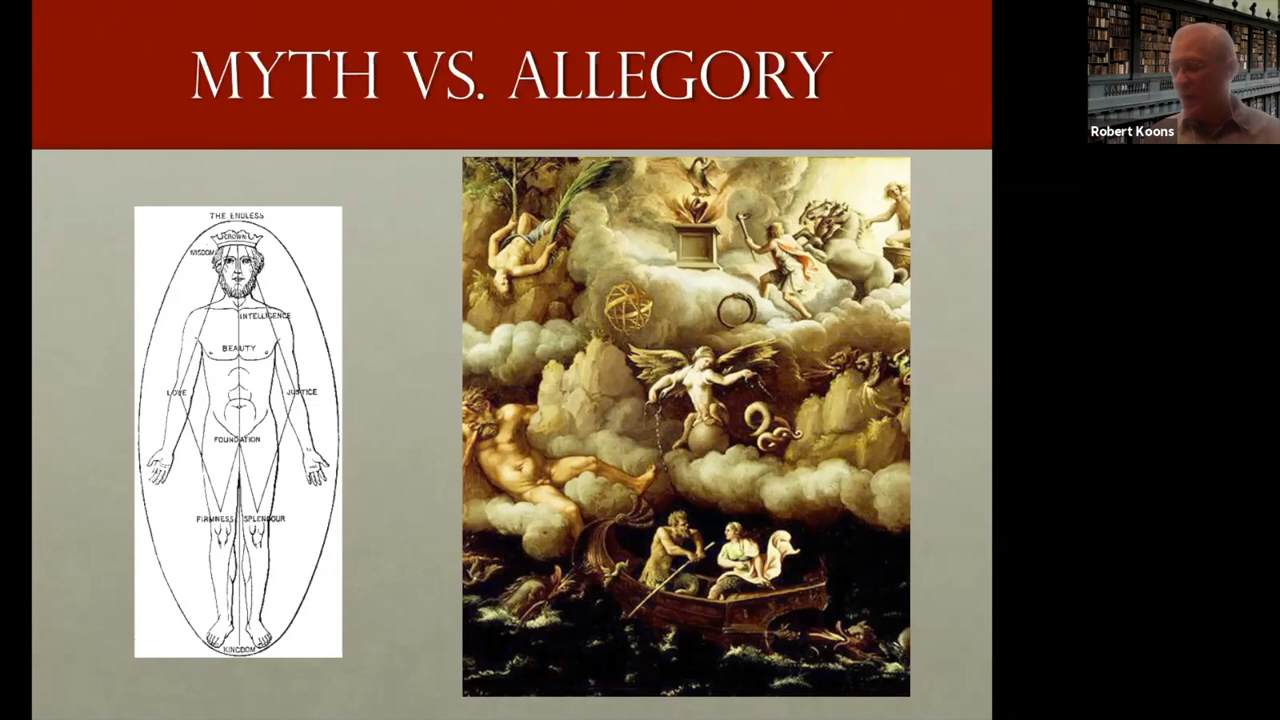 MYTH VS. ALLEGORY
Robert Koons
THE ENDLESS
CROWN
WISDOM
INTELLIGENCE
BEAUTY
LOVE
JUSTICE
FOUNDATION
FIRMNESS
SPLENDOUR
KINGDOM